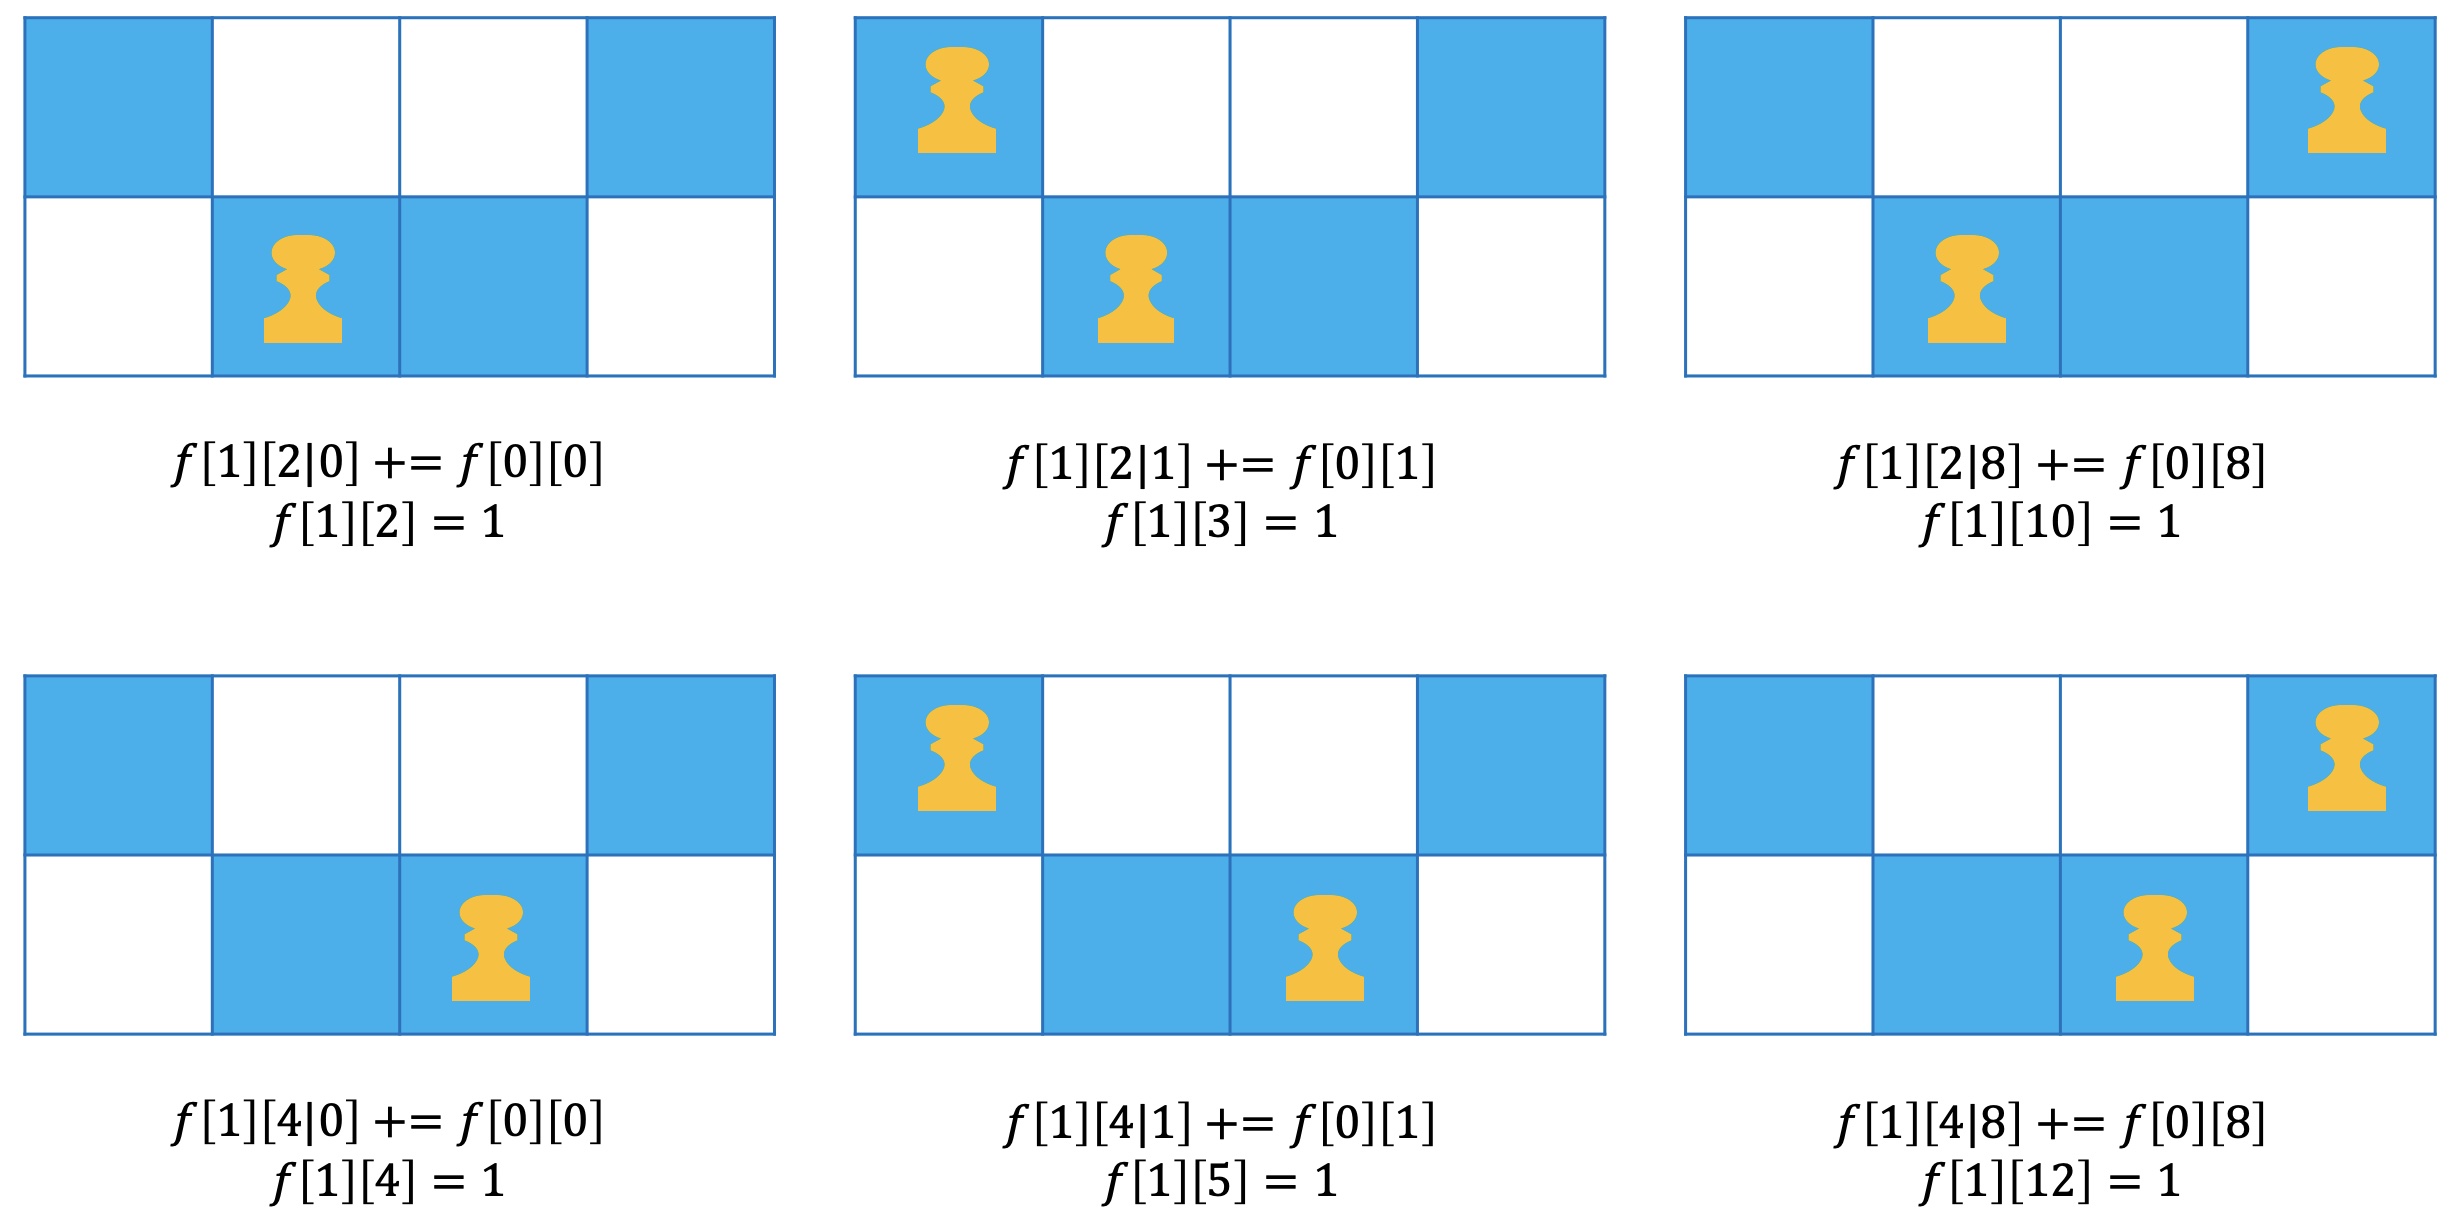 f[1][2|0] += f[0][0]
f[1][2] = 1
f[1][2|1] += f[0][1]
f[1][3] = 1
f[1][2|8] += f[0][8]
f[1][10] = 1
f[1][4|0] += f[0][0]
f[1][4] = 1
f[1][4|1] += f[0][1]
f[1][5] = 1
f[1][4|8] += f[0][8]
f[1][12] = 1